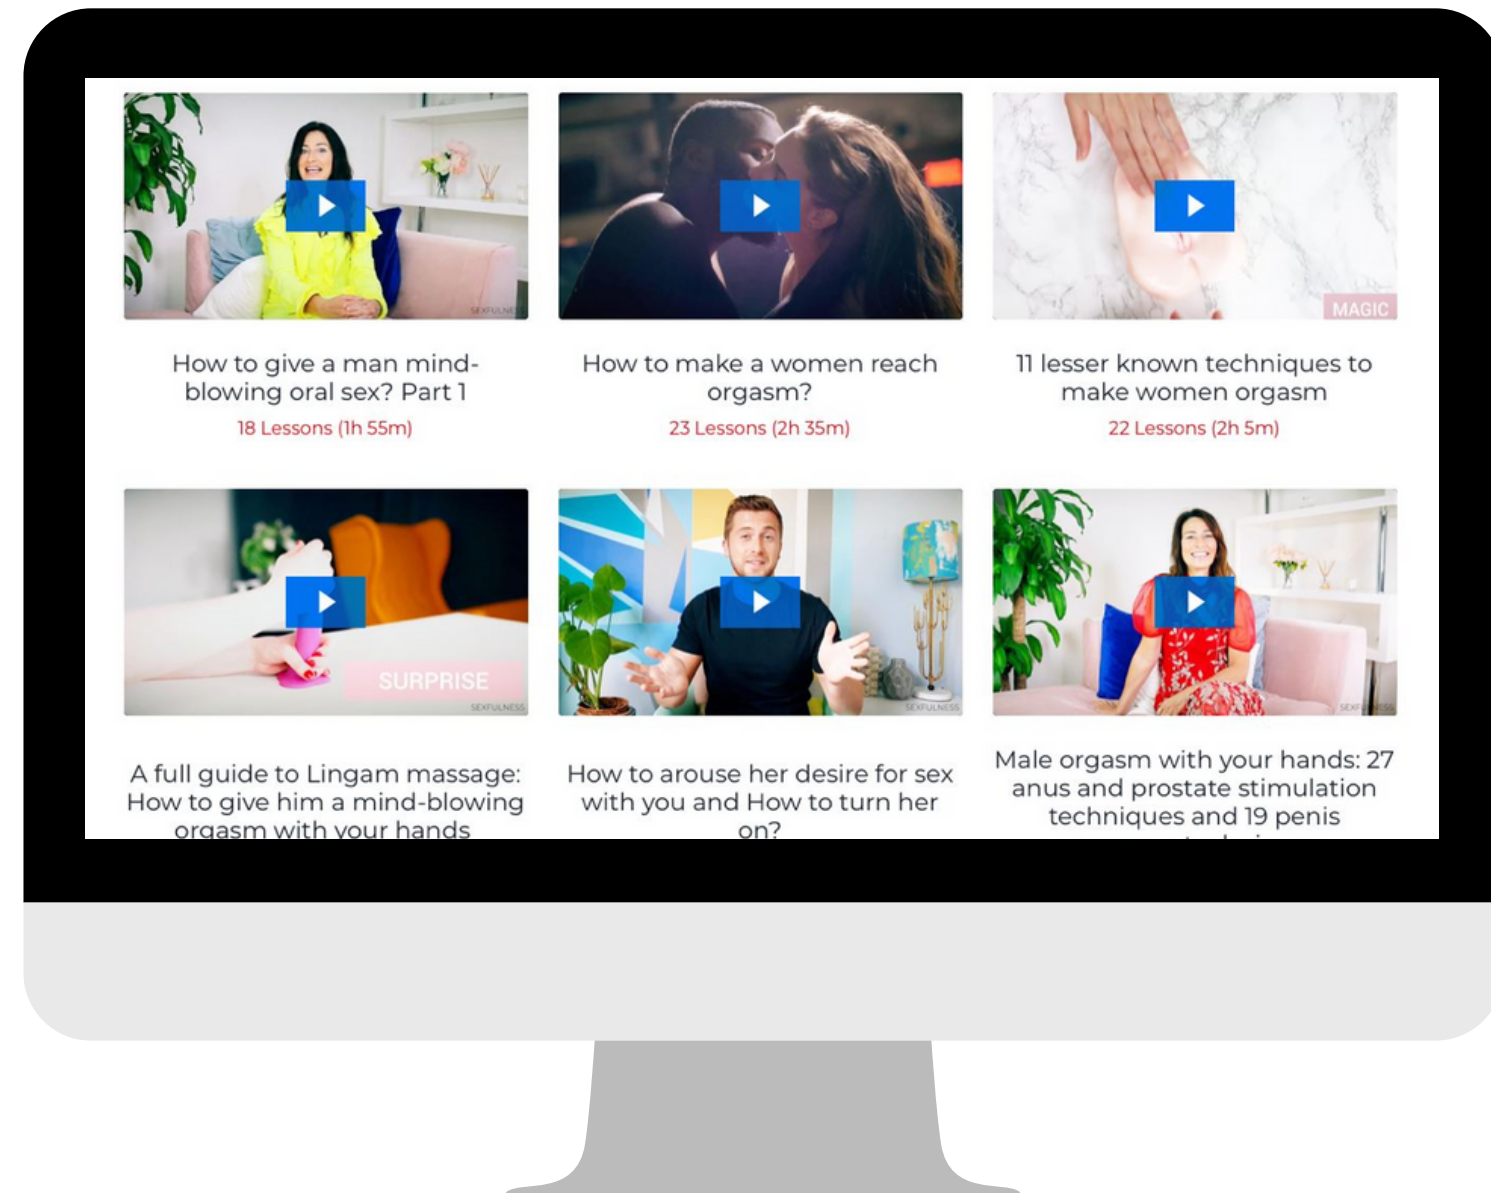 SEXFULNESS
MAGIC
How to give a man mind-
blowing oral sex? Part 1
18 Lessons (1h 55m)
How to make a women reach
orgasm?
23 Lessons (2h 35m)
11 lesser known techniques to
make women orgasm
22 Lessons (2h 5m)
SURPRISE
SEXFULNESS
SEXFULNESS
A full guide to Lingam massage:
How to give him a mind-blowing
orgasm with your hands
How to arouse her desire for sex
with you and How to turn her
on?
Male orgasm with your hands: 27
anus and prostate stimulation
techniques and 19 penis